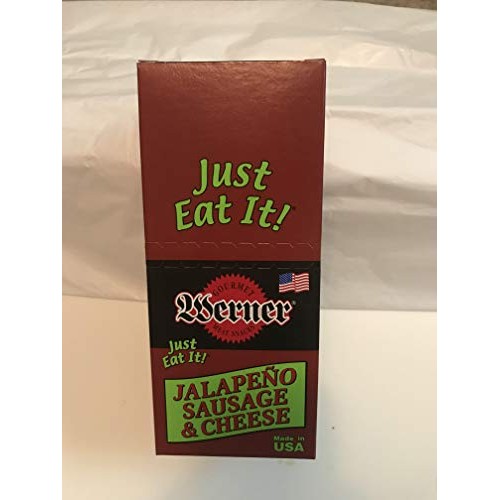 Just
Eat It!
GOURMET
Werner®
MEAT SNACKS
Just
Eat It!
JALAPEÑO
SAUSAGE
& CHEESE
Made in
USA